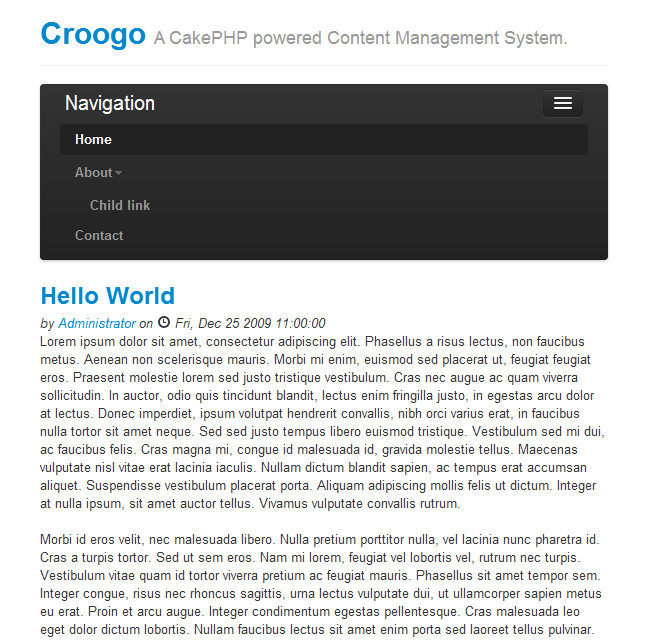 Croogo A CakePHP powered Content Management System.
Navigation
Home
About
Child link
Contact
Hello World
by Administrator on Fri, Dec 25 2009 11:00:00
Lorem ipsum dolor sit amet, consectetur adipiscing elit. Phasellus a risus lectus, non faucibus
metus. Aenean non scelerisque mauris. Morbi mi enim, euismod sed placerat ut, feugiat feugiat
eros. Praesent molestie lorem sed justo tristique vestibulum. Cras nec augue ac quam viverra
sollicitudin. In auctor, odio quis tincidunt blandit, lectus enim fringilla justo, in egestas arcu dolor
at lectus. Donec imperdiet, ipsum volutpat hendrerit convallis, nibh orci varius erat, in faucibus
nulla tortor sit amet neque. Sed sed justo tempus libero euismod tristique. Vestibulum sed mi dui,
ac faucibus felis. Cras magna mi, congue id malesuada id, gravida molestie tellus. Maecenas
vulputate nisl vitae erat lacinia iaculis. Nullam dictum blandit sapien, ac tempus erat accumsan
aliquet. Suspendisse vestibulum placerat porta. Aliquam adipiscing mollis felis ut dictum. Integer
at nulla ipsum, sit amet auctor tellus. Vivamus vulputate convallis rutrum.
Morbi id eros velit, nec malesuada libero. Nulla pretium porttitor nulla, vel lacinia nunc pharetra id.
Cras a turpis tortor. Sed ut sem eros. Nam mi lorem, feugiat vel lobortis vel, rutrum nec turpis.
Vestibulum vitae quam id tortor viverra pretium ac feugiat mauris. Phasellus sit amet tempor sem.
Integer congue, risus nec rhoncus sagittis, urna lectus vulputate dui, ut ullamcorper sapien metus
eu erat. Proin et arcu augue. Integer condimentum egestas pellentesque. Cras malesuada leo
eget dolor dictum lobortis. Nullam faucibus lectus sit amet enim porta sed laoreet tellus pulvinar.